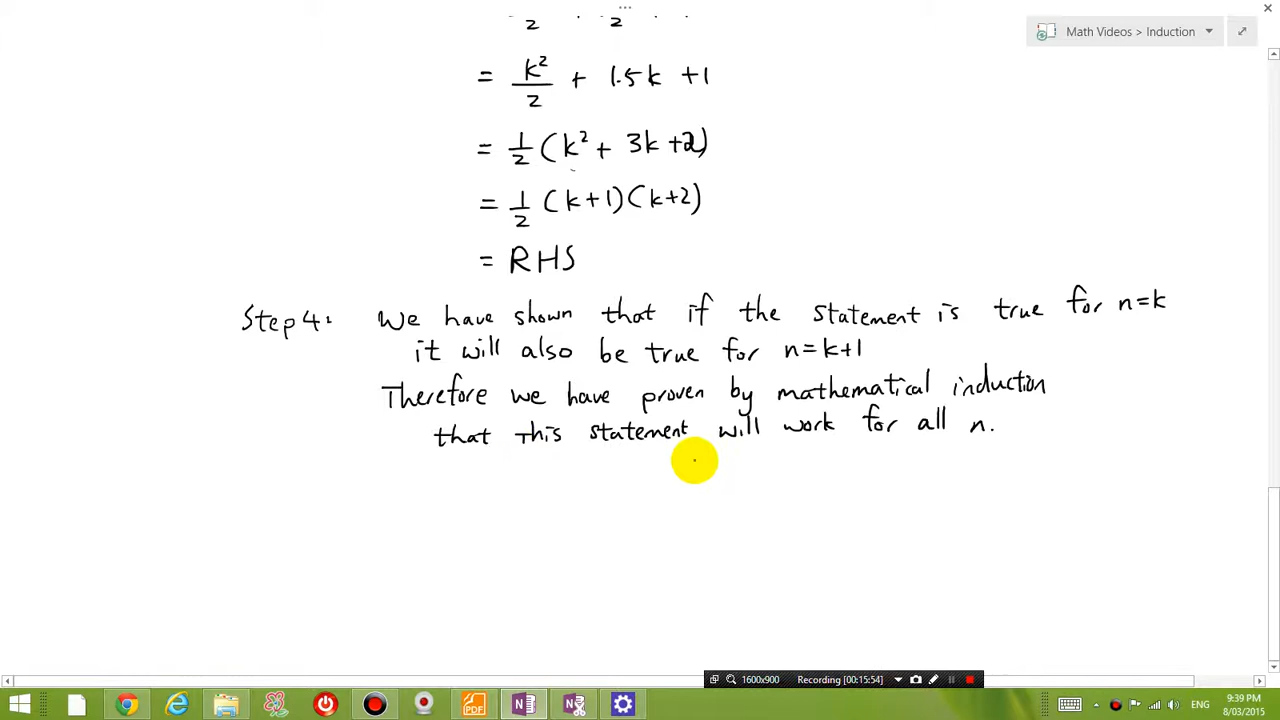 Math Videos > Induction
2 2
= k²/2 + 1.5k +1
= 1/2 (k² + 3k +2)
= 1/2 (k+1)(k+2)
= RHS
Step 4: We have shown that if the statement is true for n=k
it will also be true for n=k+1
Therefore we have proven by mathematical induction
that this statement will work for all n.
1600x900 Recording [00:15:54]
PDF
ENG
9:39 PM
8/03/2015